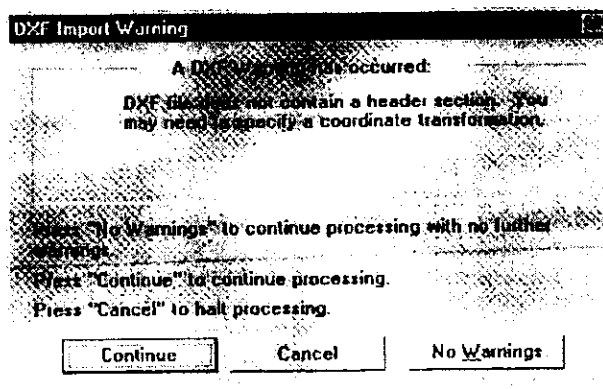 DXF Import Warning
A DXF warning has occurred:
DXF file does not contain a header section. You
may need to specify a coordinate transformation.
Press "No Warnings" to continue processing with no further
warnings.
Press "Continue" to continue processing.
Press "Cancel" to halt processing.
Continue
Cancel
No Warnings